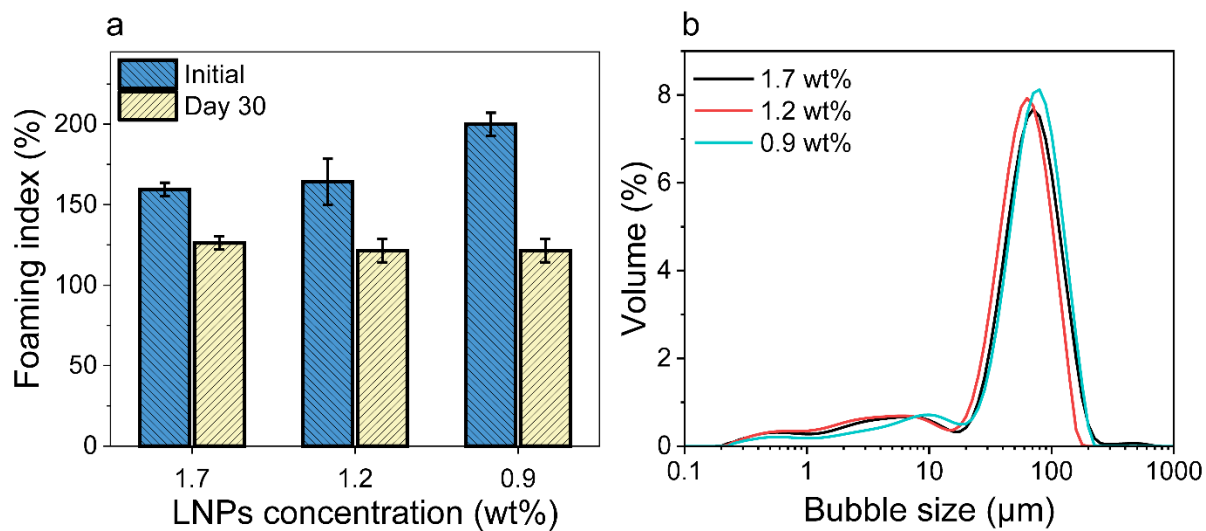 a
Initial
Day 30
200
150
100
50
0
Foaming index (%)
1.7 1.2 0.9
LNPs concentration (wt%)
b
1.7 wt%
1.2 wt%
0.9 wt%
8
6
4
2
0
Volume (%)
0.1 1 10 100 1000
Bubble size (µm)